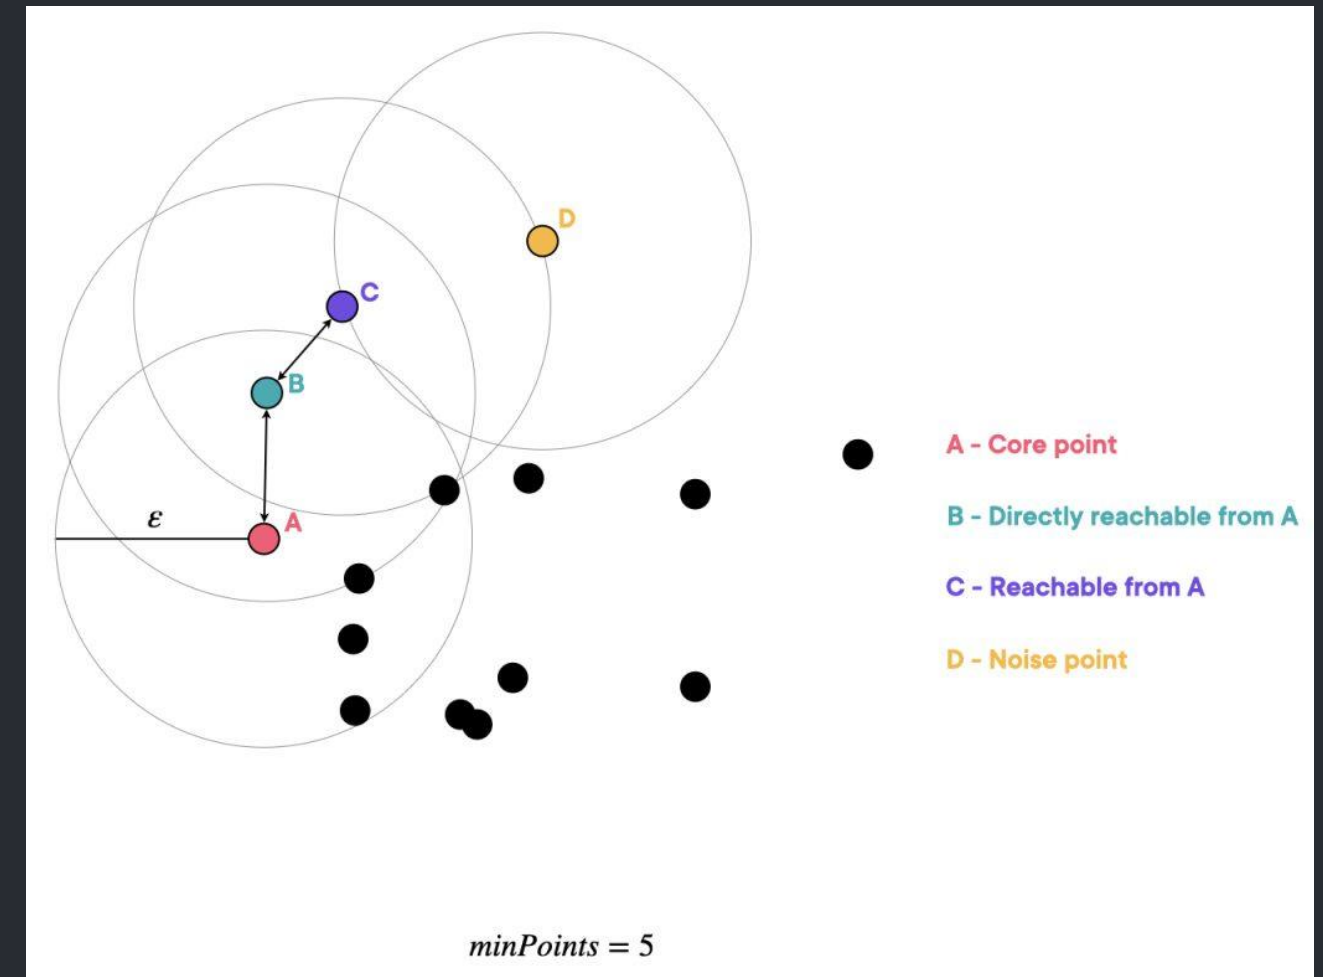 D
C
B
A
ε
A - Core point
B - Directly reachable from A
C - Reachable from A
D - Noise point
minPoints = 5